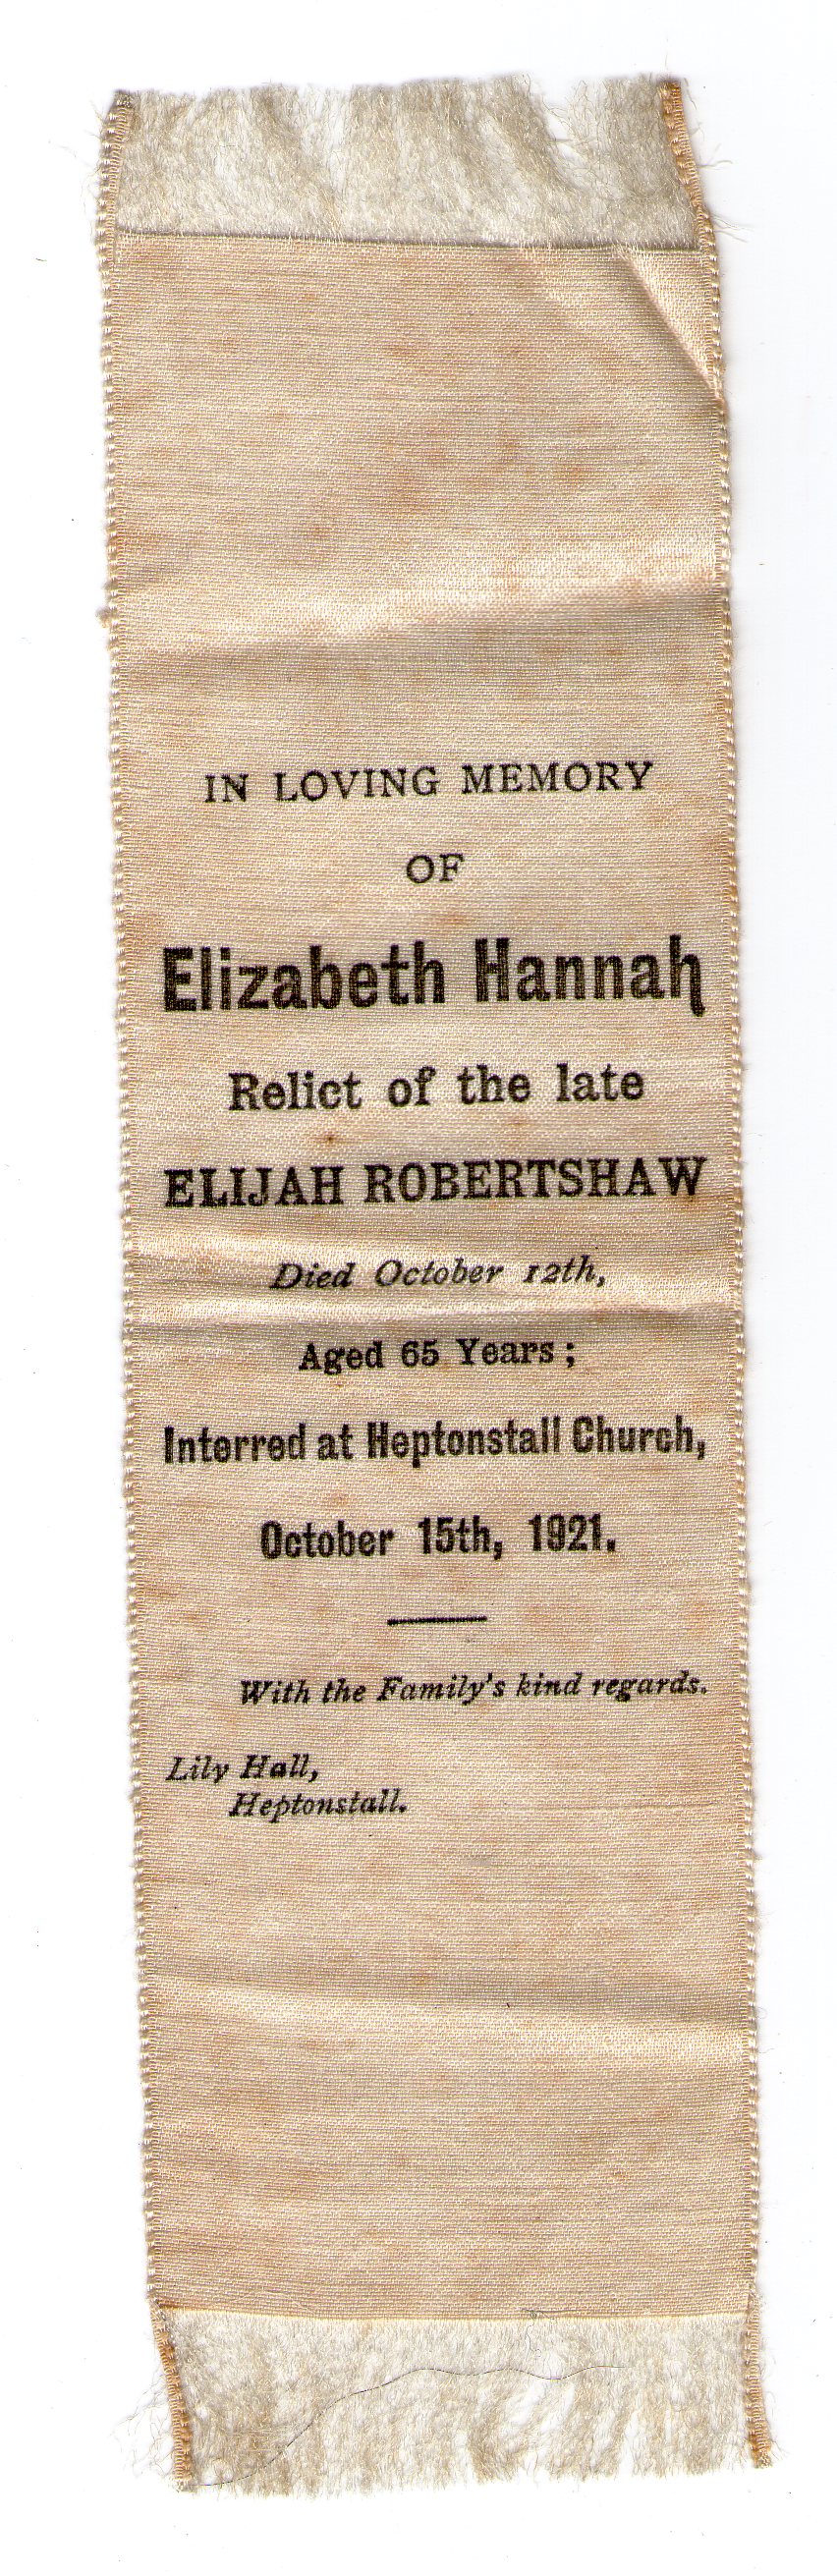 IN LOVING MEMORY
OF
Elizabeth Hannah
Relict of the late
ELIJAH ROBERTSHAW
Died October 12th,
Aged 65 Years;
Interred at Heptonstall Church,
October 15th, 1921.
With the Family's kind regards.
Lily Hall,
Heptonstall.